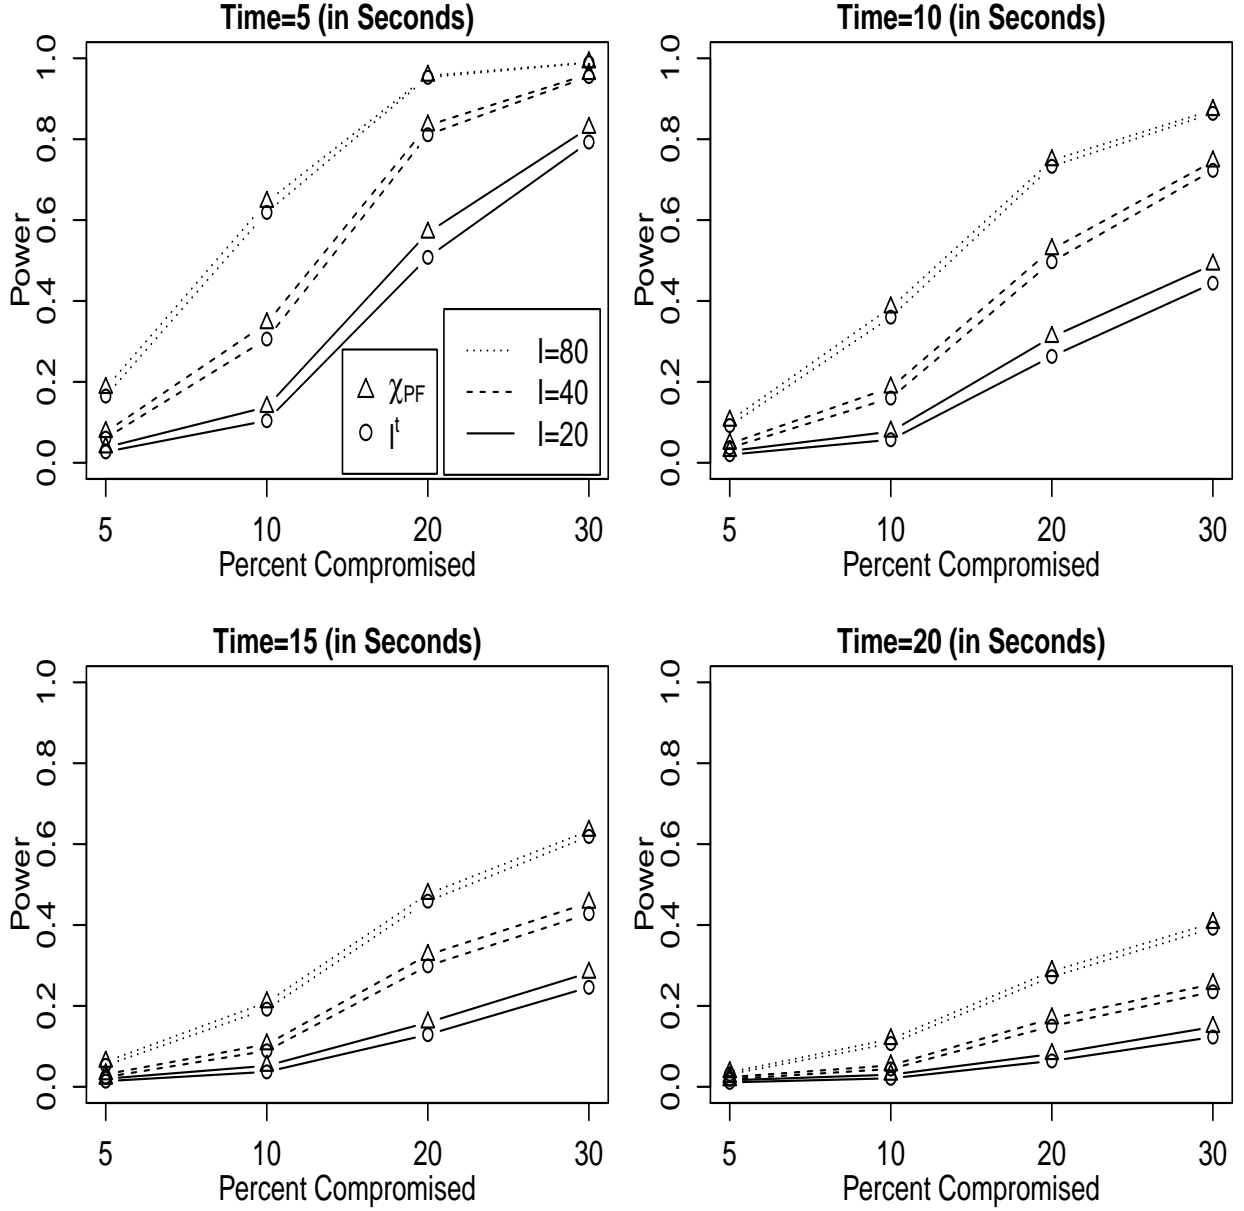 Time=5 (in Seconds)
Power
0.0 0.2 0.4 0.6 0.8 1.0
χPF
lᵗ
I=80
I=40
I=20
5 10 20 30
Percent Compromised
Time=10 (in Seconds)
Power
0.0 0.2 0.4 0.6 0.8 1.0
5 10 20 30
Percent Compromised
Time=15 (in Seconds)
Power
0.0 0.2 0.4 0.6 0.8 1.0
5 10 20 30
Percent Compromised
Time=20 (in Seconds)
Power
0.0 0.2 0.4 0.6 0.8 1.0
5 10 20 30
Percent Compromised